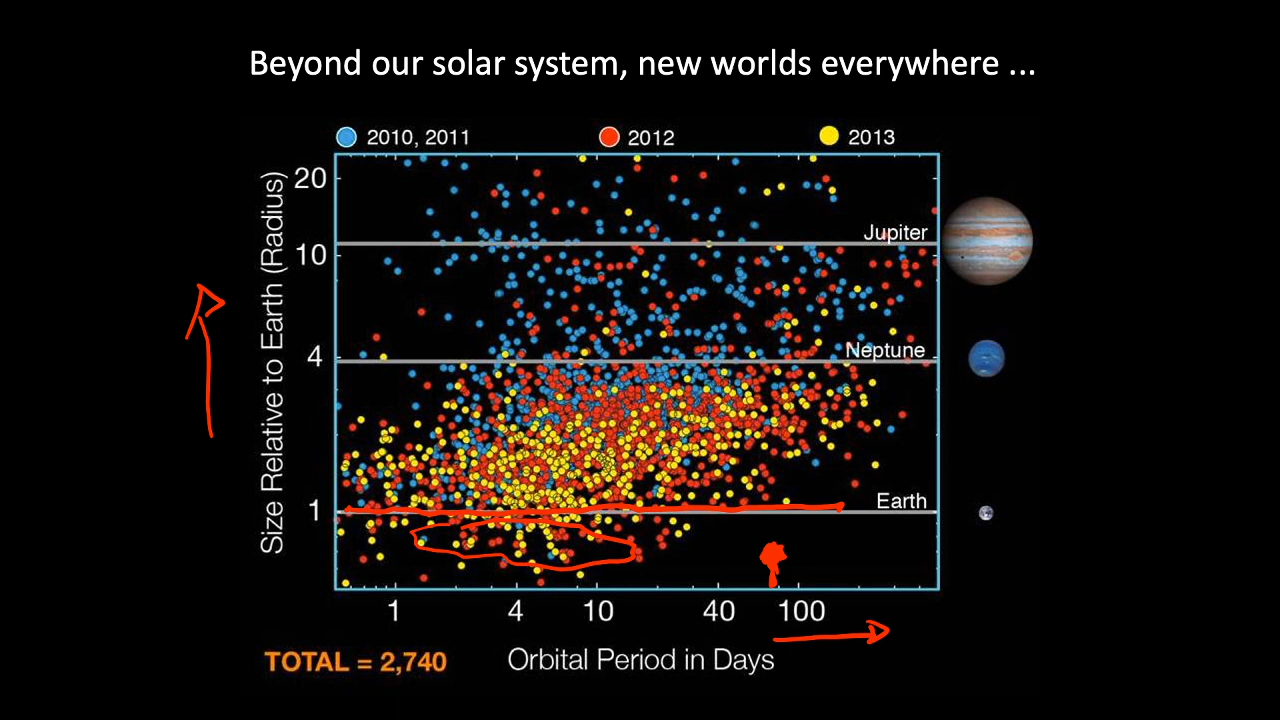 Beyond our solar system, new worlds everywhere ...
2010, 2011
2012
2013
Size Relative to Earth (Radius)
20
10
4
1
Jupiter
Neptune
Earth
1 4 10 40 100
TOTAL = 2,740
Orbital Period in Days